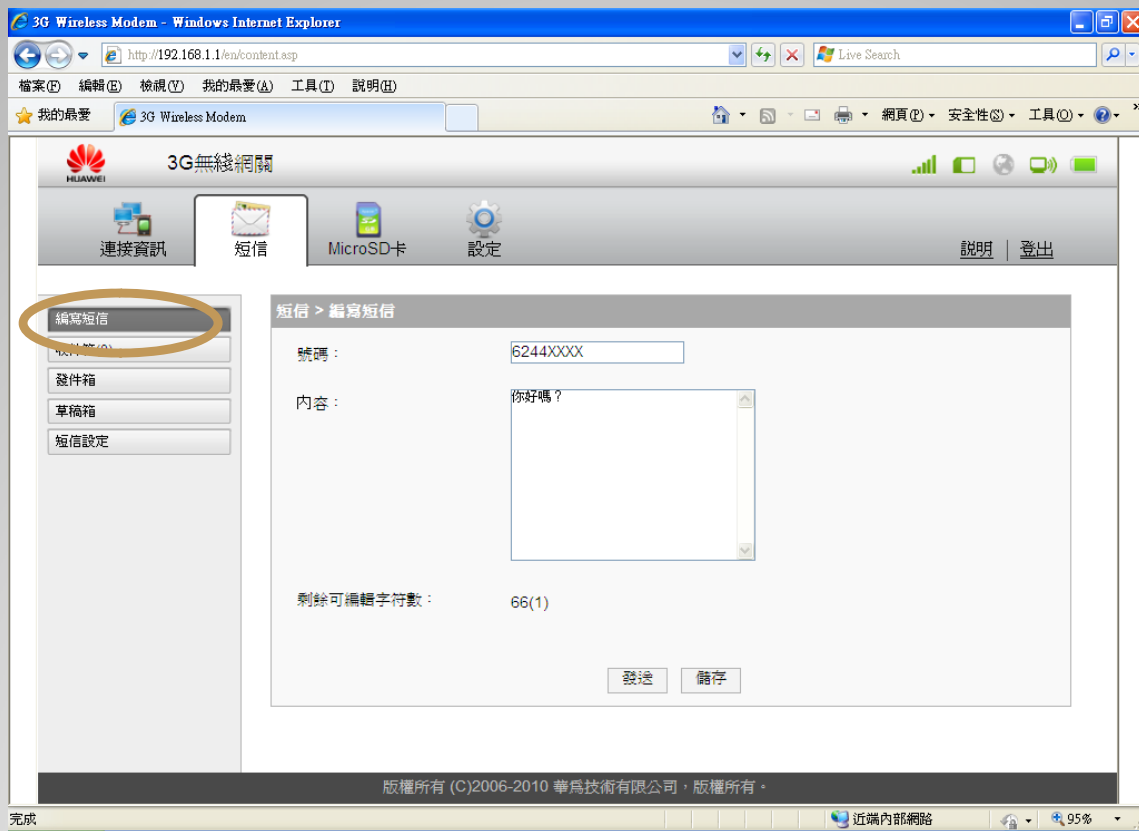 3G Wireless Modem - Windows Internet Explorer
http://192.168.1.1/en/content.asp
Live Search
檔案(F) 編輯(E) 檢視(V) 我的最愛(A) 工具(T) 說明(H)
我的最愛 3G Wireless Modem 網頁(P) 安全性(S) 工具(O)
HUAWEI
3G無綫網關
連接資訊 短信 MicroSD卡 設定
説明 | 登出
編寫短信
發件箱
草稿箱
短信設定
短信 > 編寫短信
號碼：
6244XXXX
内容：
你好嗎？
剩餘可編輯字符數：
66(1)
發送 儲存
版權所有 (C)2006-2010 華爲技術有限公司，版權所有。
完成 近端內部網路 95%